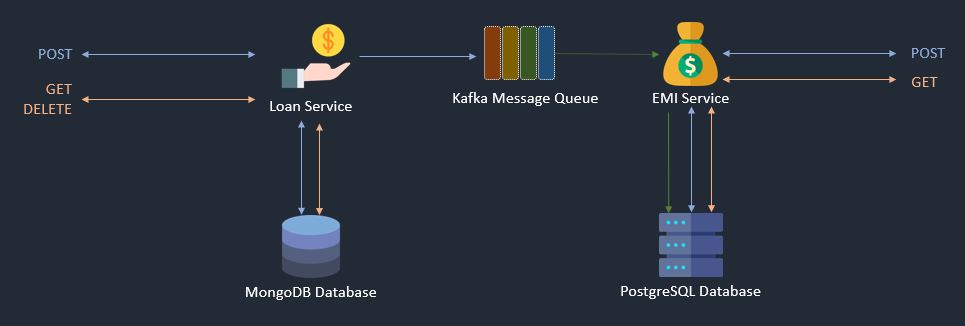 POST
GET
DELETE
Loan Service
Kafka Message Queue
EMI Service
POST
GET
MongoDB Database
PostgreSQL Database